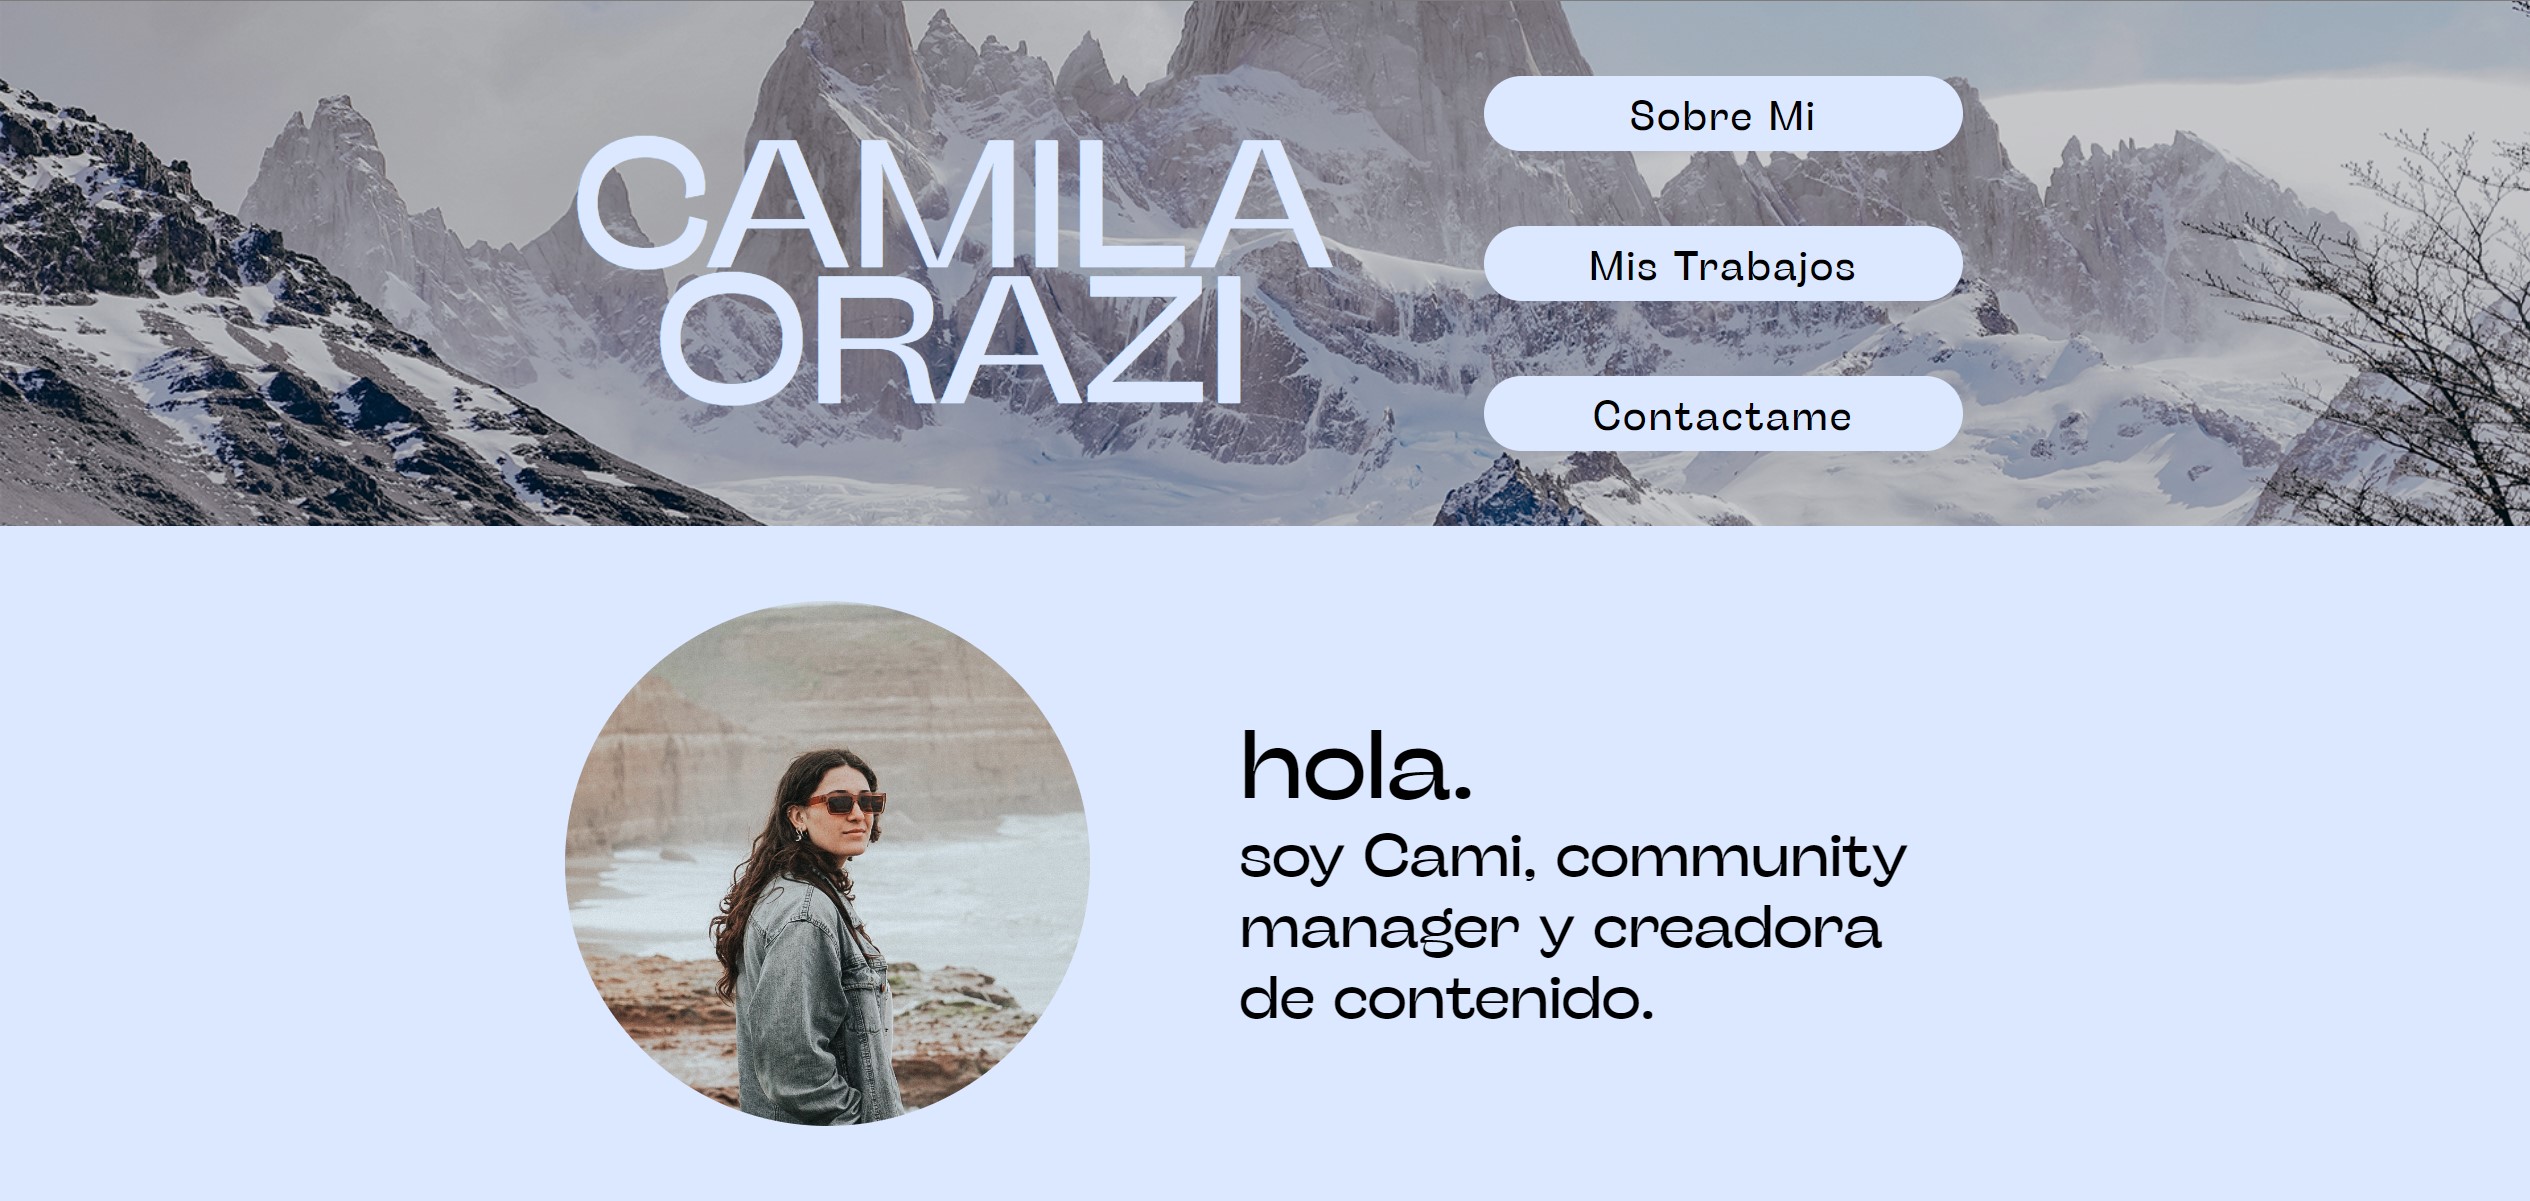 CAMILA
ORAZI
Sobre Mi
Mis Trabajos
Contactame
hola.
soy Cami, community
manager y creadora
de contenido.